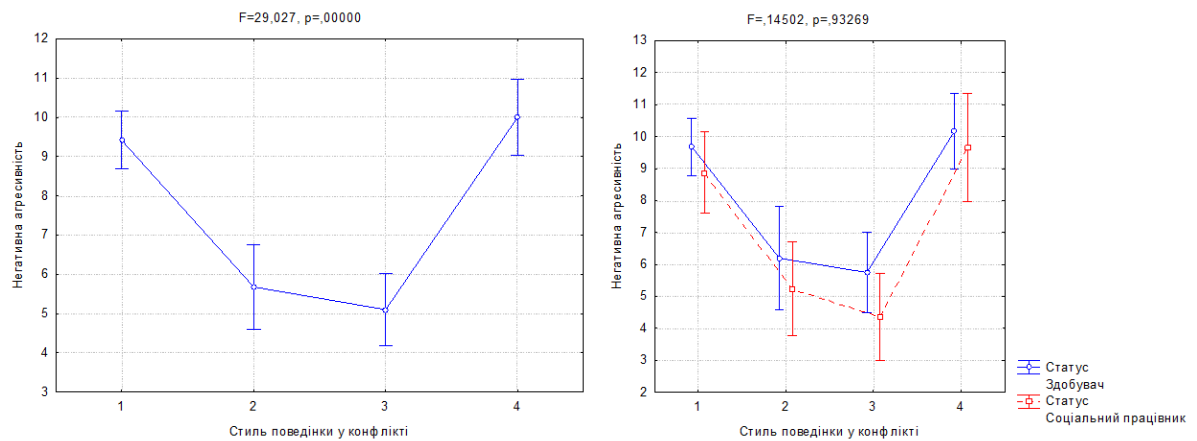 F=29,027, p=,00000
12
11
10
9
8
7
6
5
4
3
Негативна агресивність
1 2 3 4
Стиль поведінки у конфлікті
F=,14502, p=,93269
13
12
11
10
9
8
7
6
5
4
3
2
Негативна агресивність
1 2 3 4
Стиль поведінки у конфлікті
Статус
Здобувач
Статус
Соціальний працівник